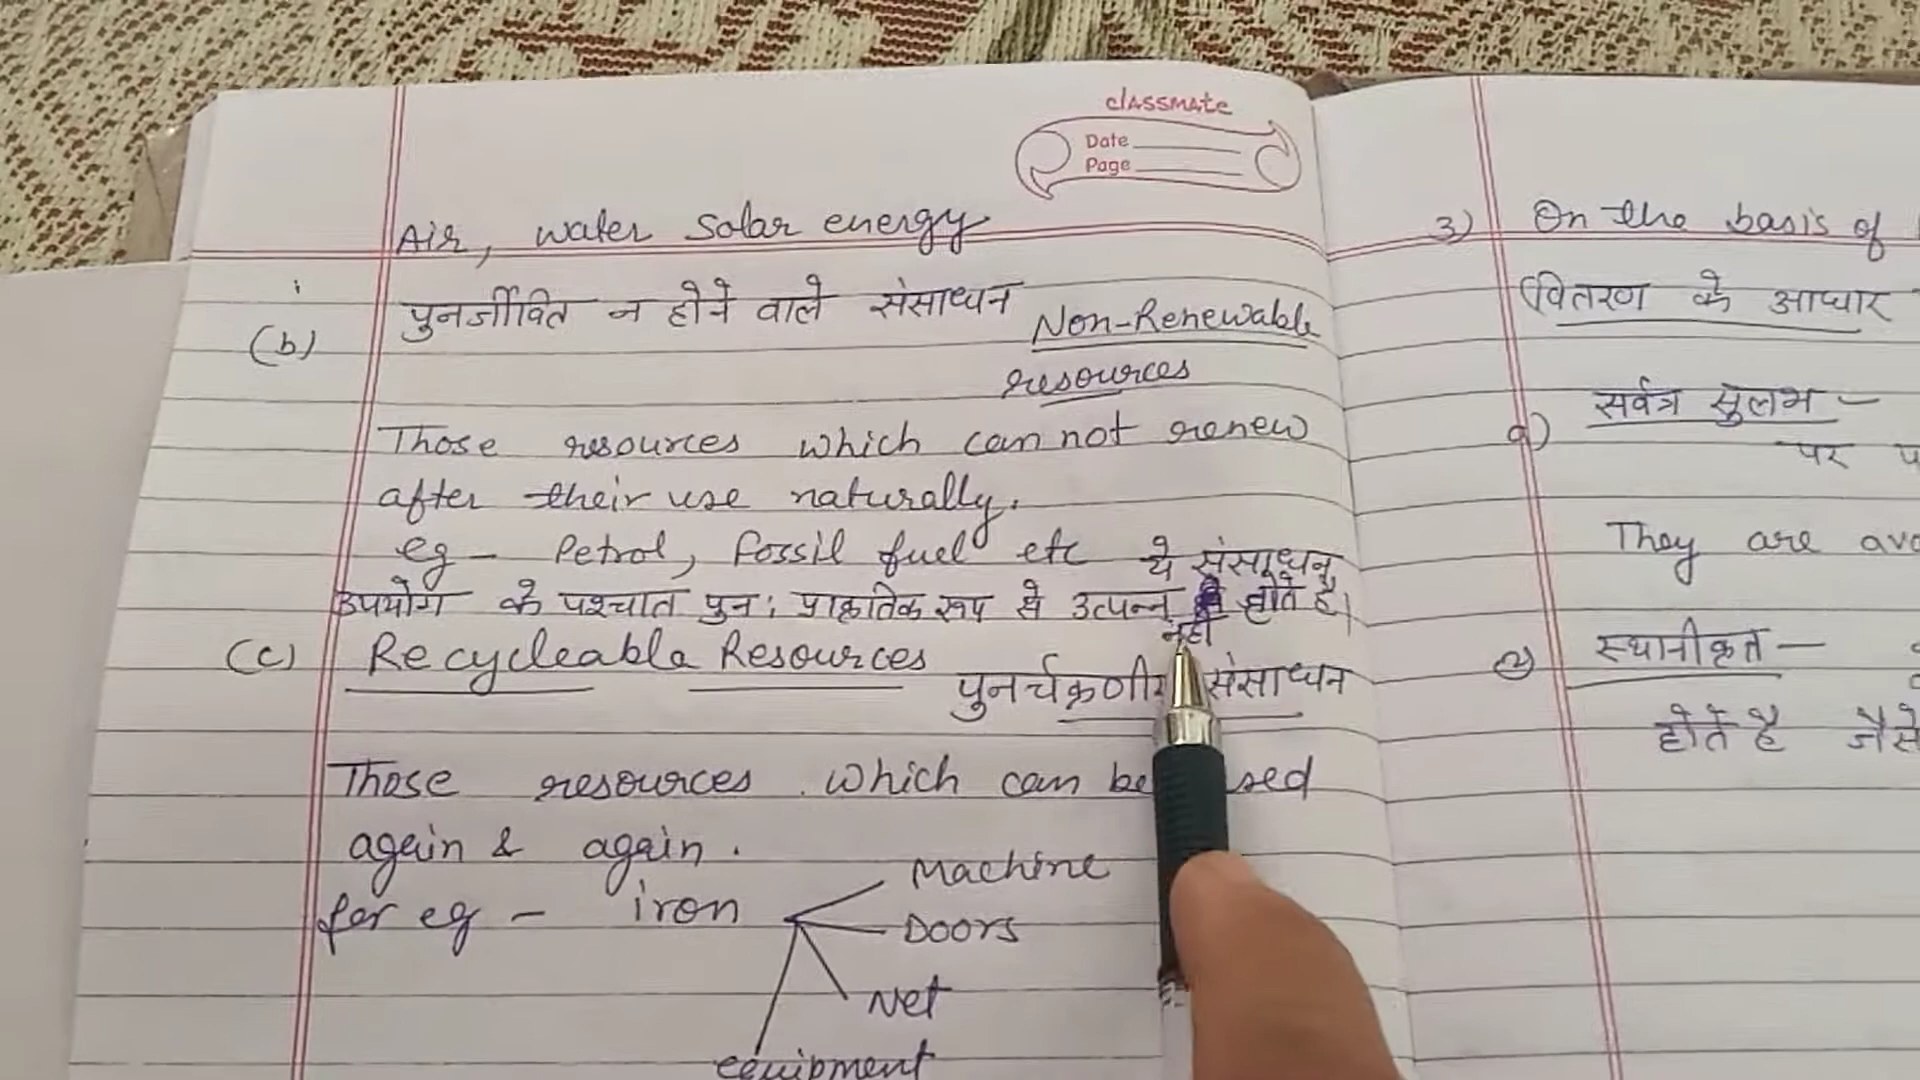 classmate
Date
Page
Air, water solar energy
(b) पुनर्जीवित न होने वाले संसाधन Non-Renewable
resources
Those resources which can not renew
after their use naturally.
eg - Petrol, fossil fuel etc ये संसाधन
उपयोग के पश्चात पुन: प्राकृतिक रूप से उत्पन्न होते है।
नही
(c) Recycleable Resources
पुनर्चक्रणीय संसाधन
Those resources which can be used
again & again.
for eg - iron
Machine
Doors
Net
equipment
3) On the basis of
वितरण के आधार
a) सर्वत्र सुलभ -
पर
They are
स्थानीकृत -
होते है जैसे